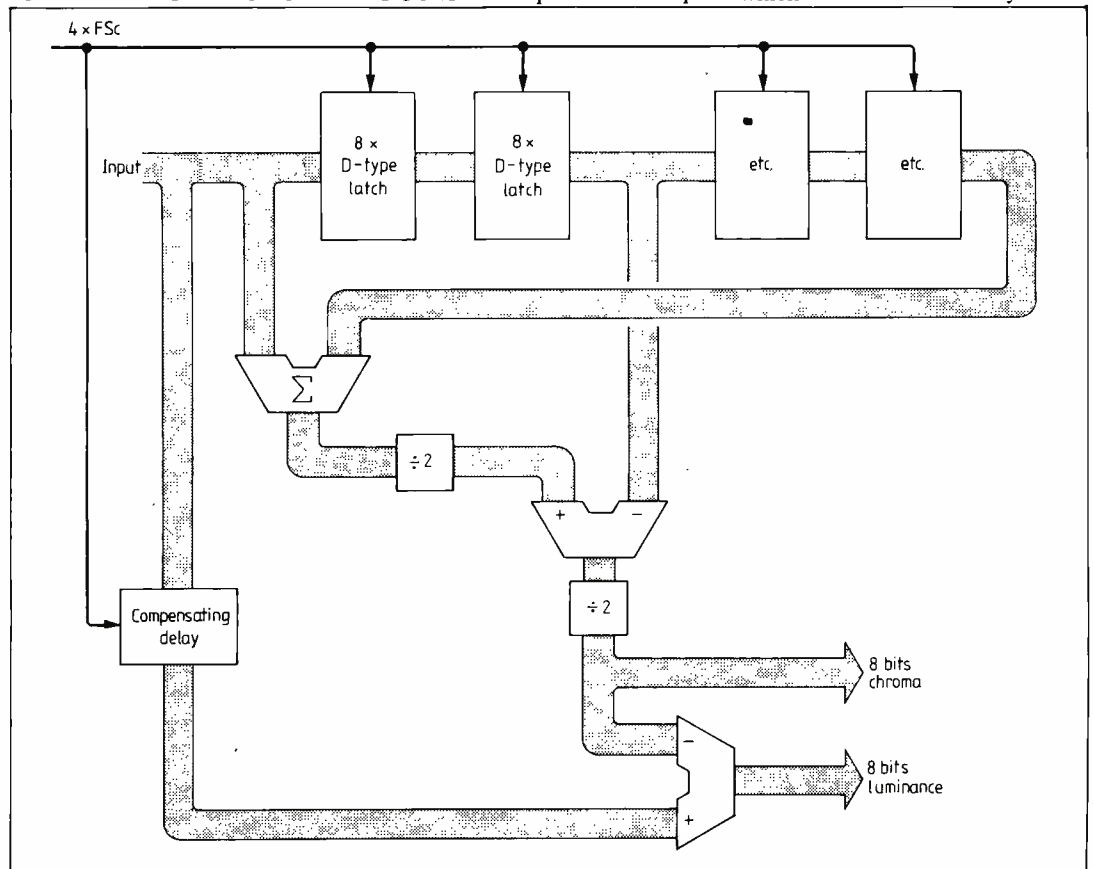 4 × FSc
Input
8 ×
D-type
latch
8 ×
D-type
latch
etc.
etc.
Σ
÷2
+
−
÷2
Compensating
delay
8 bits
chroma
−
8 bits
luminance
+